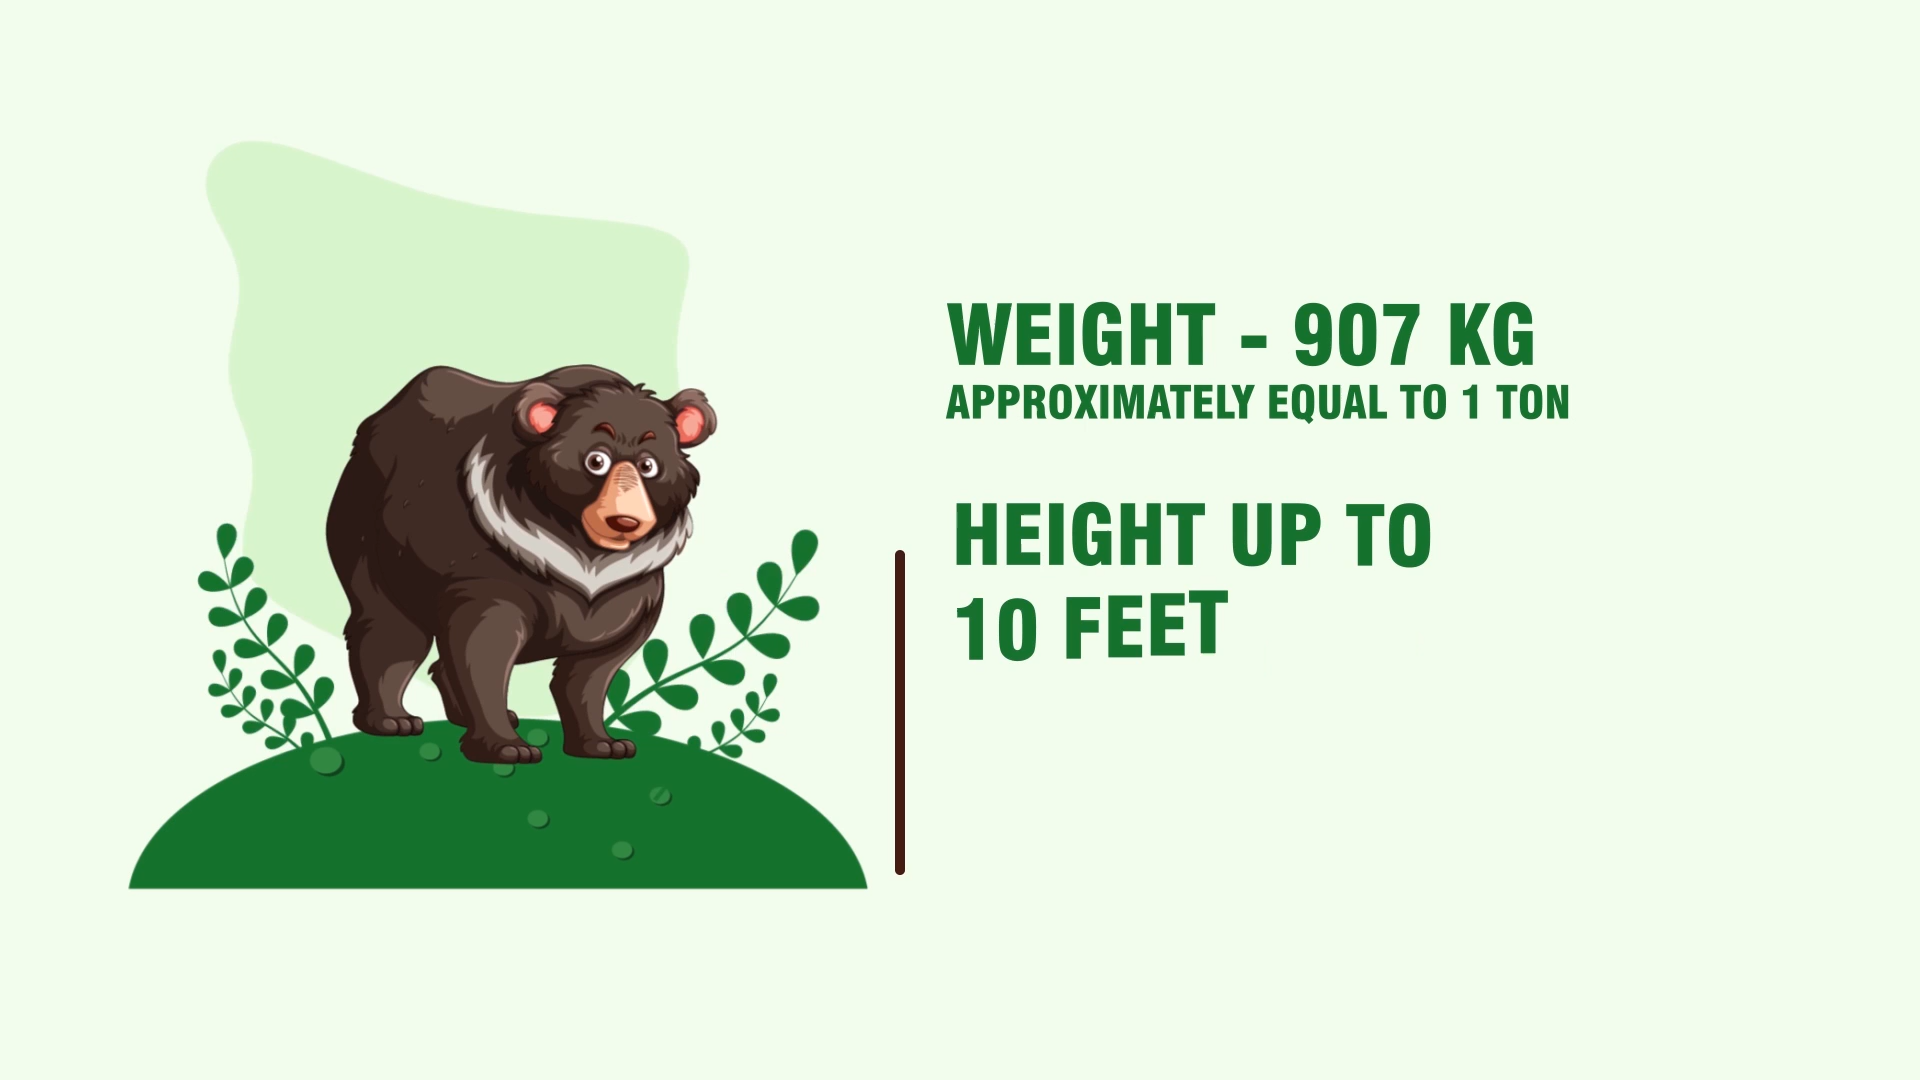 WEIGHT - 907 KG
APPROXIMATELY EQUAL TO 1 TON
HEIGHT UP TO
10 FEET